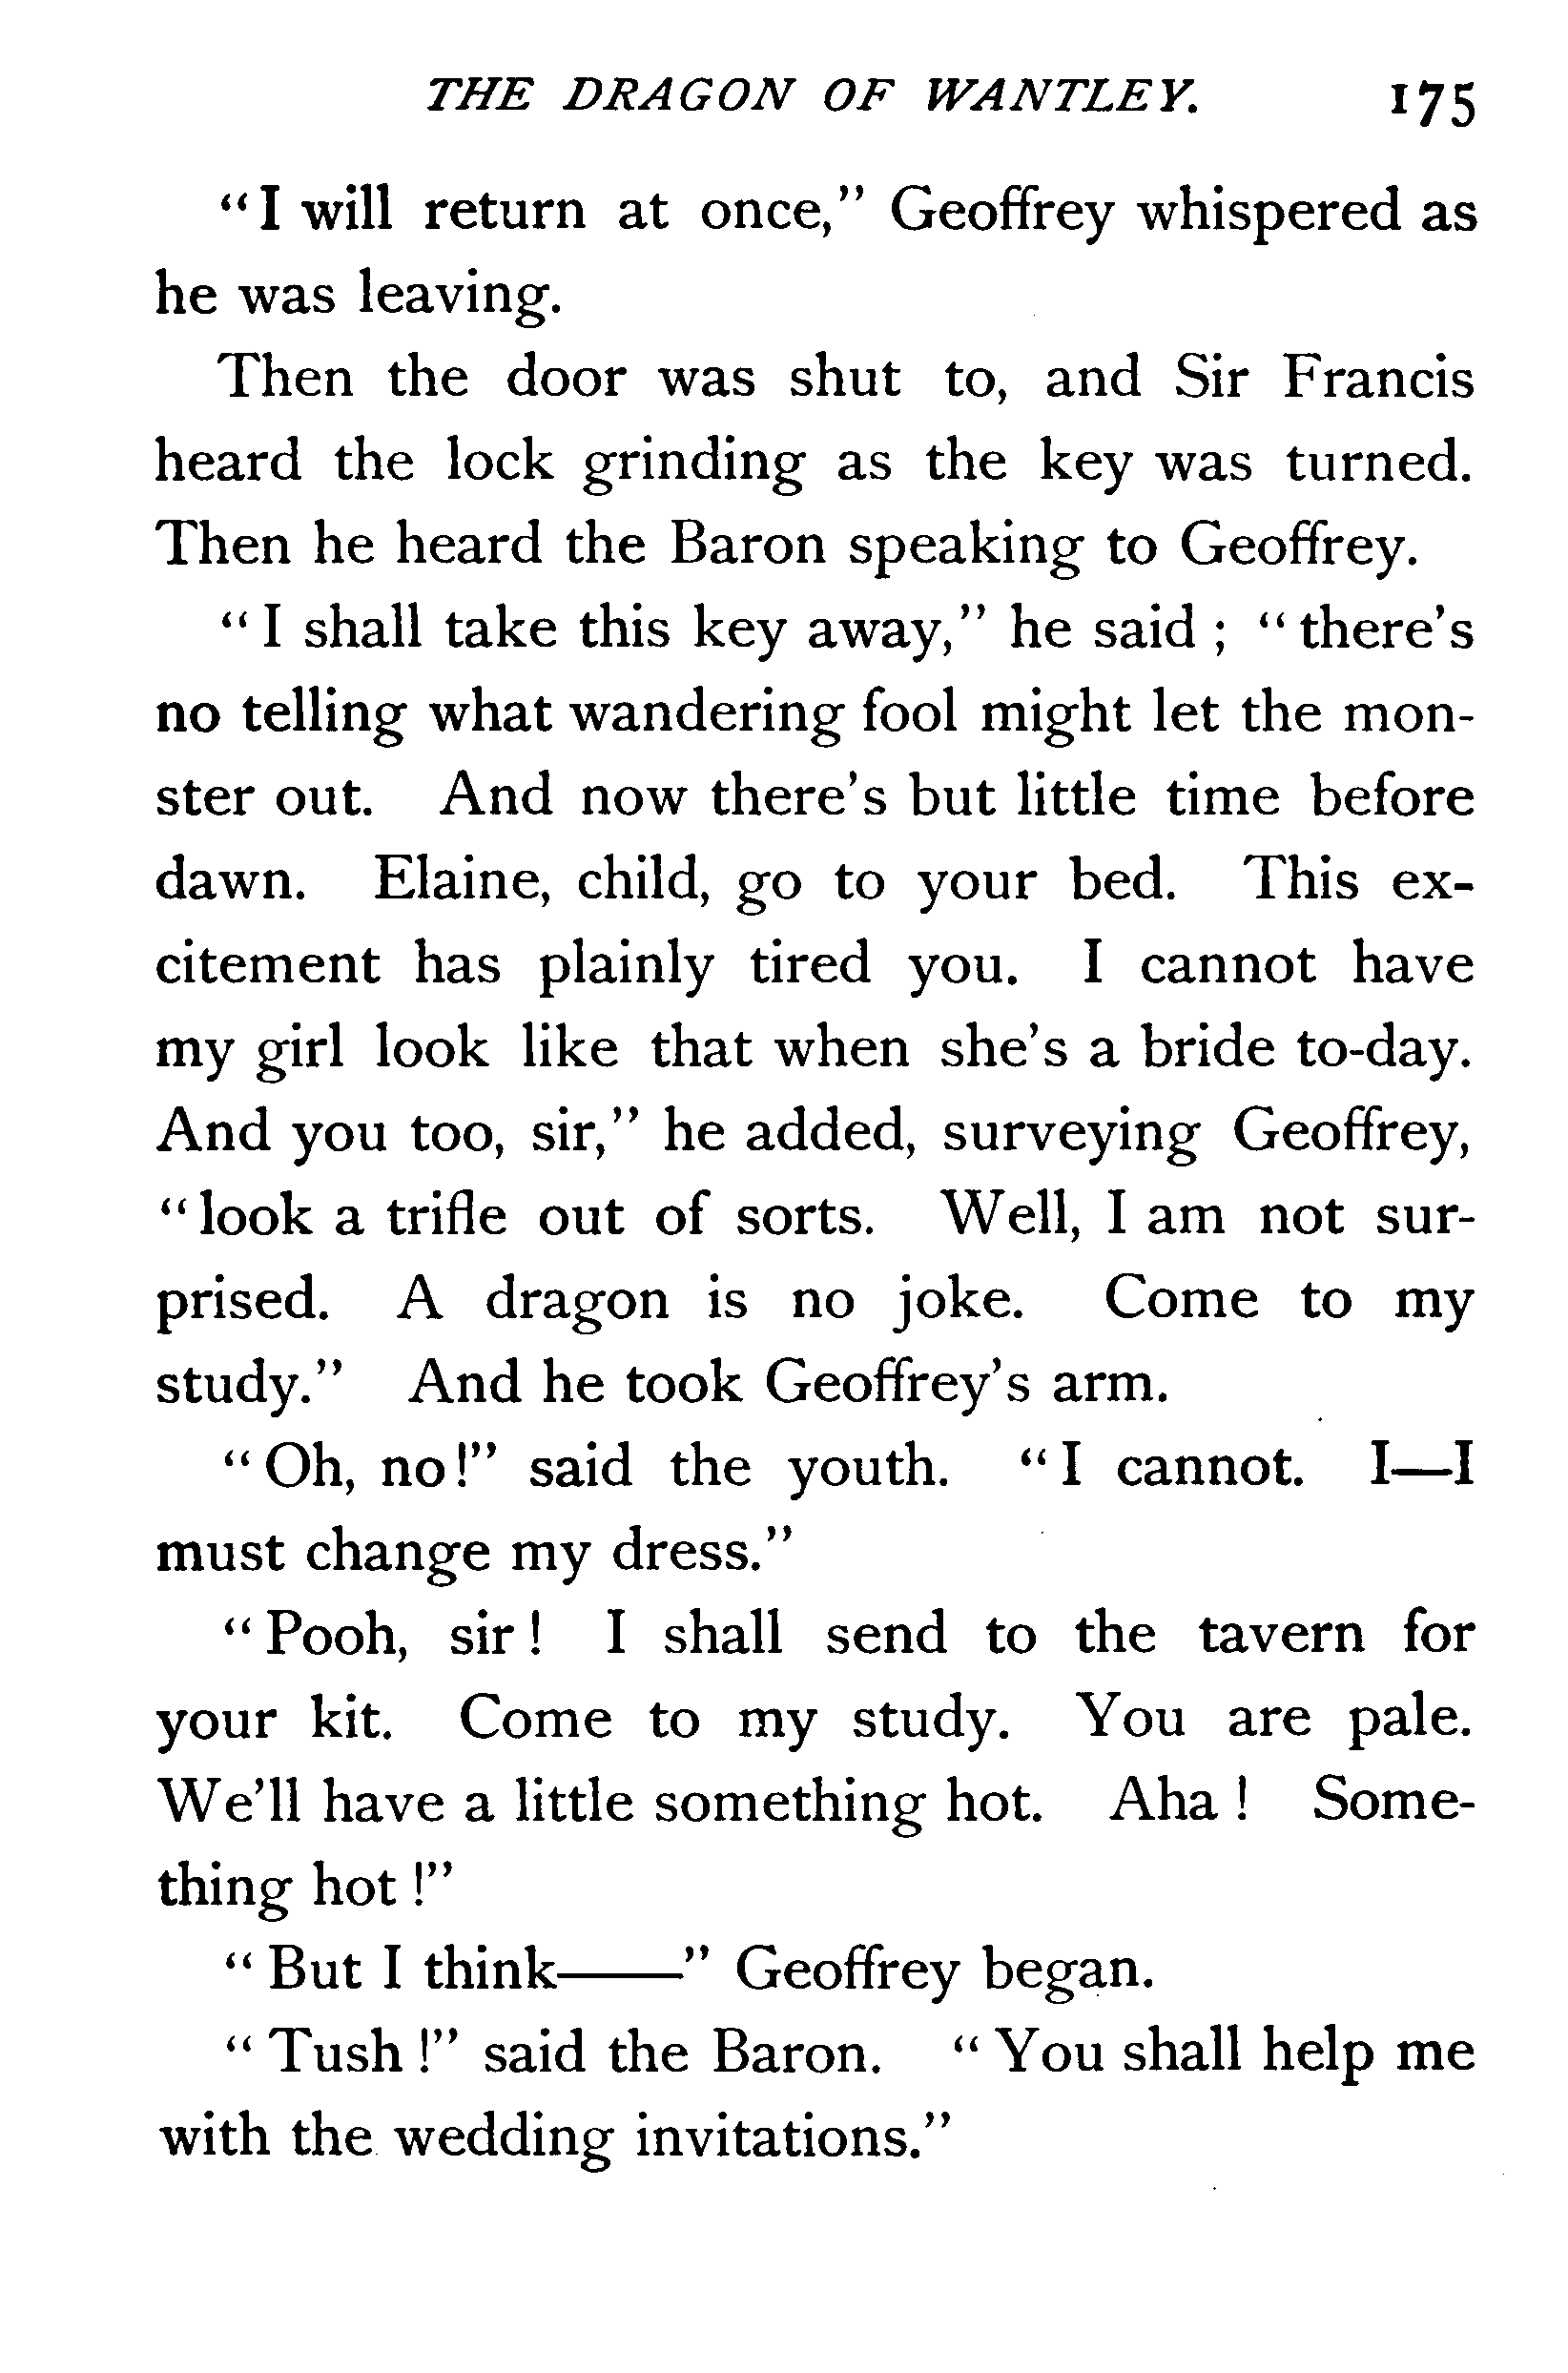 THE DRAGON OF WANTLEY. 175
“I will return at once,” Geoffrey whispered as
he was leaving.
Then the door was shut to, and Sir Francis
heard the lock grinding as the key was turned.
Then he heard the Baron speaking to Geoffrey.
“I shall take this key away,” he said; “there’s
no telling what wandering fool might let the mon-
ster out. And now there’s but little time before
dawn. Elaine, child, go to your bed. This ex-
citement has plainly tired you. I cannot have
my girl look like that when she’s a bride to-day.
And you too, sir,” he added, surveying Geoffrey,
“look a trifle out of sorts. Well, I am not sur-
prised. A dragon is no joke. Come to my
study.” And he took Geoffrey’s arm.
“Oh, no!” said the youth. “I cannot. I—I
must change my dress.”
“Pooh, sir! I shall send to the tavern for
your kit. Come to my study. You are pale.
We’ll have a little something hot. Aha! Some-
thing hot!”
“But I think——” Geoffrey began.
“Tush!” said the Baron. “You shall help me
with the wedding invitations.”